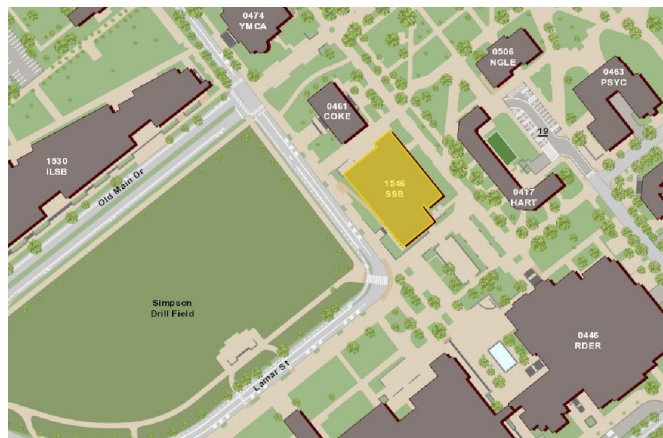 0474
YMCA
0506
NGLE
0463
PSYC
0461
COKE
19
1530
ILSB
Old Main Dr
1546
SSB
0417
HART
Simpson
Drill Field
0446
RDER
Lamar St